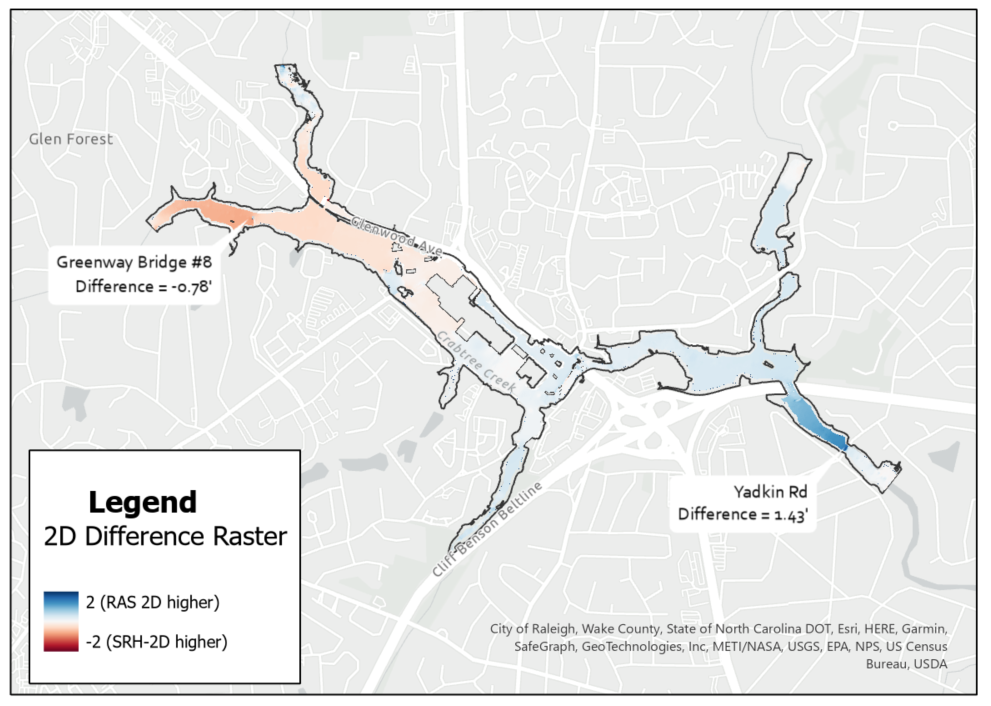 Glen Forest
Glenwood Ave
Greenway Bridge #8
Difference = -0.78'
Crabtree Creek
Yadkin Rd
Difference = 1.43'
Cliff Benson Beltline
Legend
2D Difference Raster
2 (RAS 2D higher)
-2 (SRH-2D higher)
City of Raleigh, Wake County, State of North Carolina DOT, Esri, HERE, Garmin,
SafeGraph, GeoTechnologies, Inc, METI/NASA, USGS, EPA, NPS, US Census
Bureau, USDA